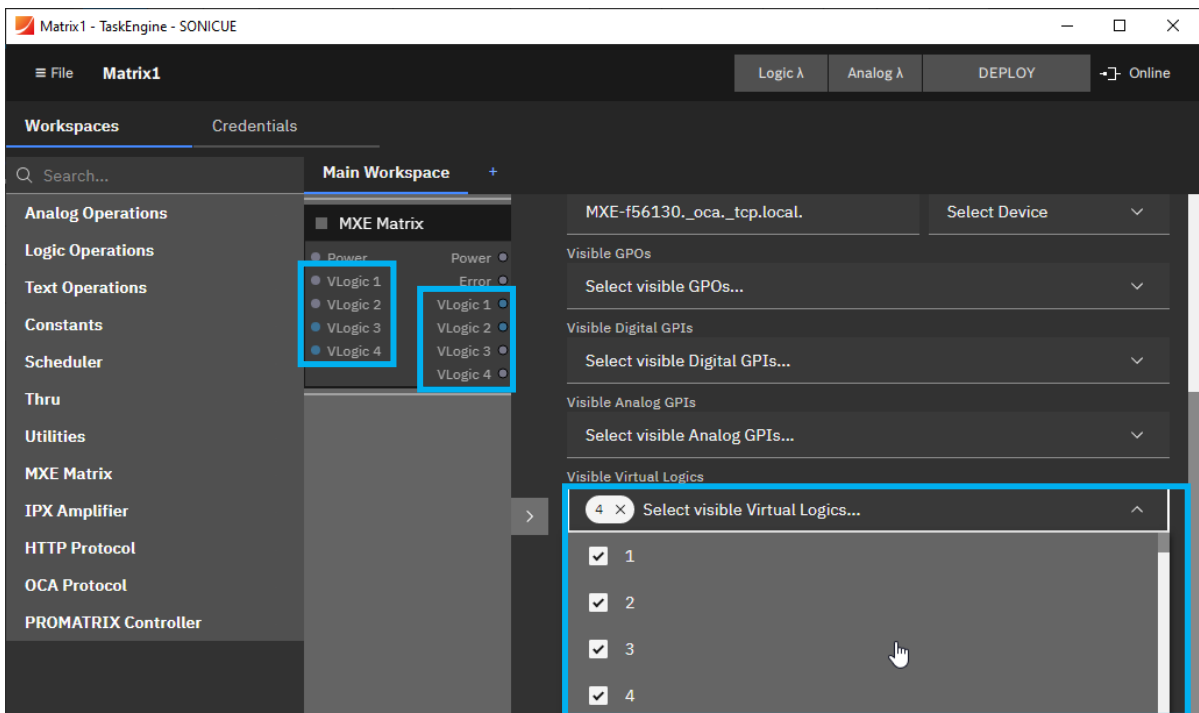 Matrix1 - TaskEngine - SONICUE
≡ File Matrix1 Logic λ Analog λ DEPLOY Online
Workspaces Credentials
Search...
Analog Operations
Logic Operations
Text Operations
Constants
Scheduler
Thru
Utilities
MXE Matrix
IPX Amplifier
HTTP Protocol
OCA Protocol
PROMATRIX Controller
Main Workspace +
MXE Matrix
Power Power
VLogic 1 Error
VLogic 2 VLogic 1
VLogic 3 VLogic 2
VLogic 4 VLogic 3
VLogic 4
MXE-f56130._oca._tcp.local. Select Device
Visible GPOs
Select visible GPOs...
Visible Digital GPIs
Select visible Digital GPIs...
Visible Analog GPIs
Select visible Analog GPIs...
Visible Virtual Logics
4 × Select visible Virtual Logics...
1
2
3
4